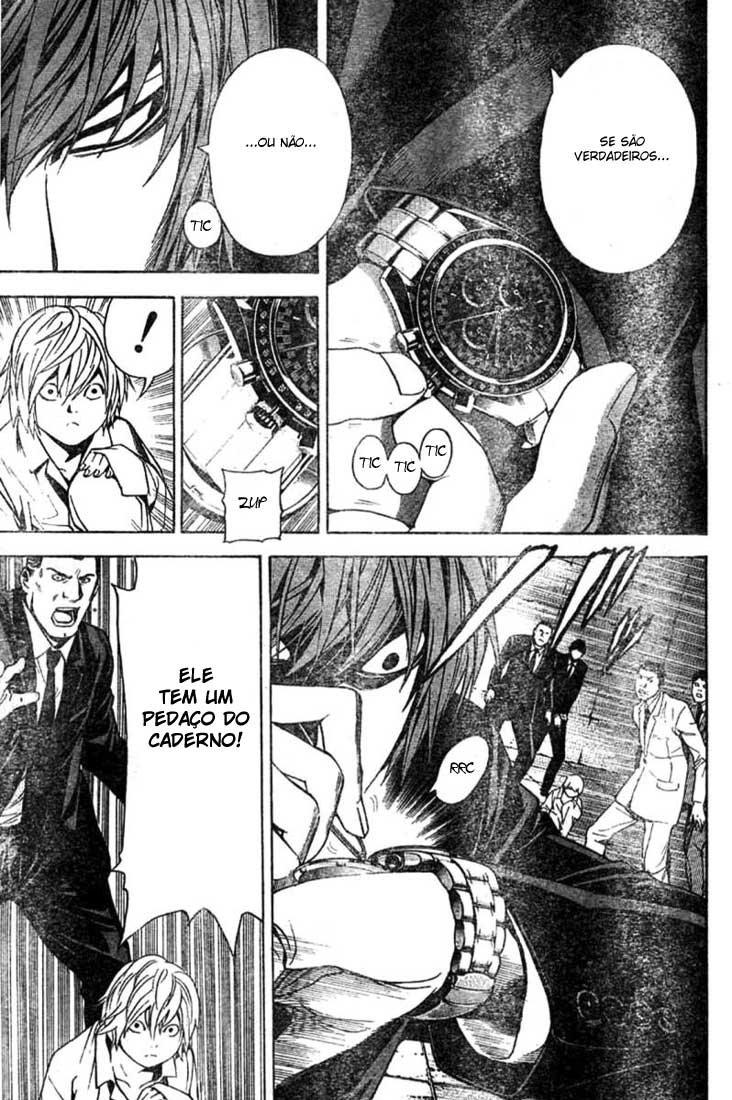 SE SÃO
VERDADEIROS...
...OU NÃO...
TIC
TIC
TIC
TIC
ZUP
!
RRC
ELE
TEM UM
PEDAÇO DO
CADERNO!